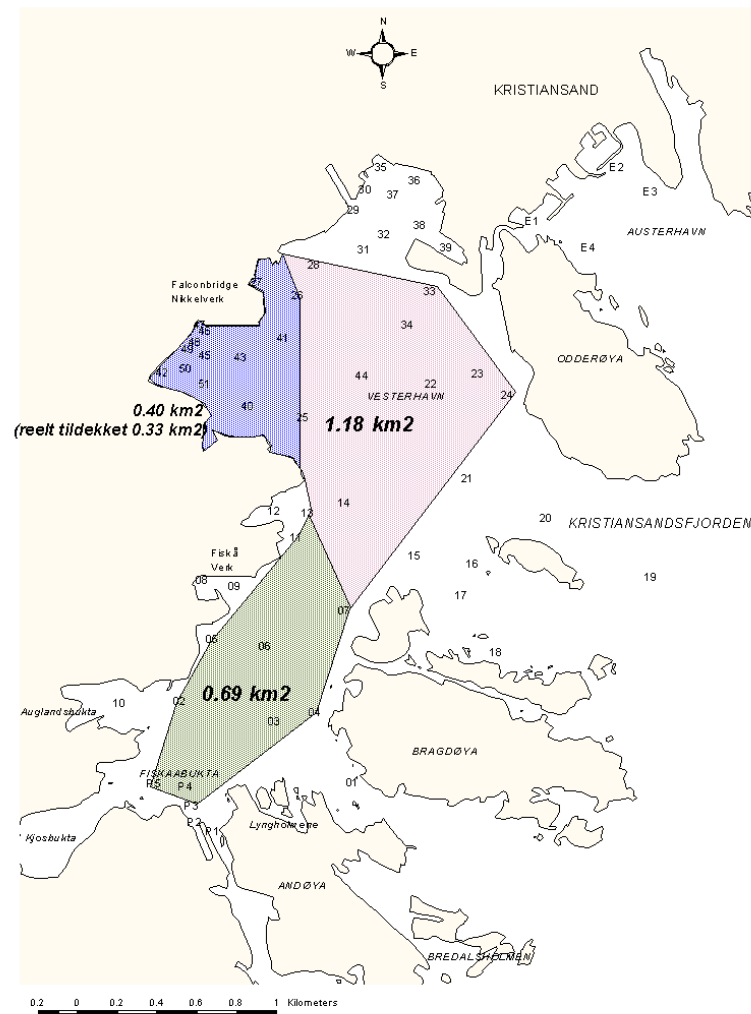 N
W E
S
KRISTIANSAND
35
36
30
37
E2
E3
29
38
E1
32
AUSTERHAVN
31
39
E4
28
Falconbridge
Nikkelverk
27
26
33
46
34
41
48
49
45
43
ODDERØYA
42
50
44
23
51
22
VESTERHAVN
24
40
0.40 km2
25
1.18 km2
(reelt tildekket 0.33 km2)
21
14
12
13
20
KRISTIANSANDSFJORDEN
11
Fiskå
Verk
15
16
08
09
19
17
07
06
18
02
0.69 km2
10
Auglandsbukta
03
04
BRAGDØYA
FISKAABUKTA
P5
P4
01
P3
P2
P1
Lyngholmene
Kjosbukta
ANDØYA
BREDALSHOLMEN
0.2 0 0.2 0.4 0.6 0.8 1 Kilometers